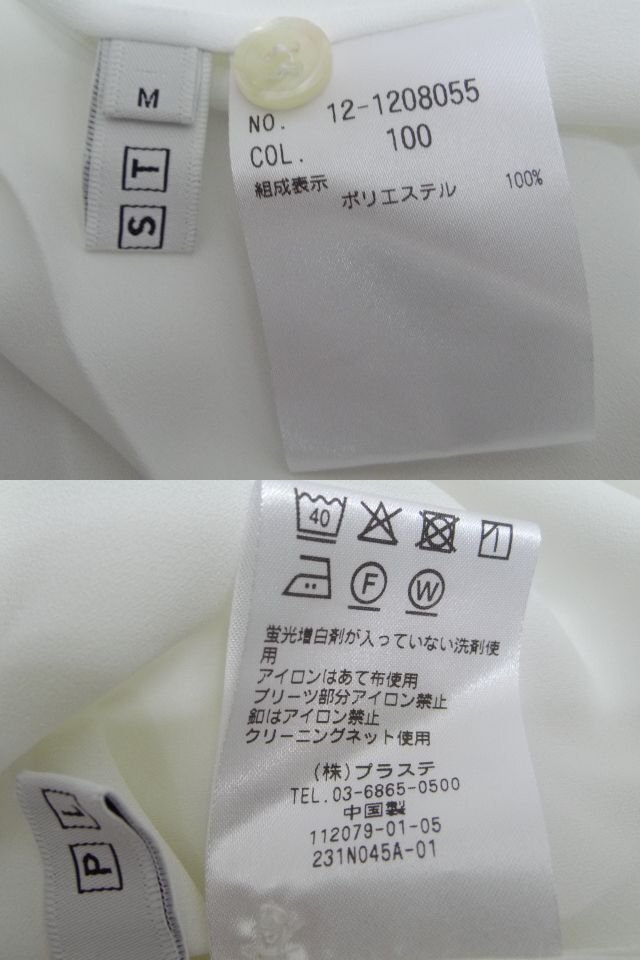 M
T
S
NO. 12-1208055
COL. 100
組成表示
ポリエステル 100%
40
F W
蛍光増白剤が入っていない洗剤使
用
アイロンはあて布使用
プリーツ部分アイロン禁止
釦はアイロン禁止
クリーニングネット使用
(株)プラステ
TEL.03-6865-0500
中国製
112079-01-05
231N045A-01
L
P